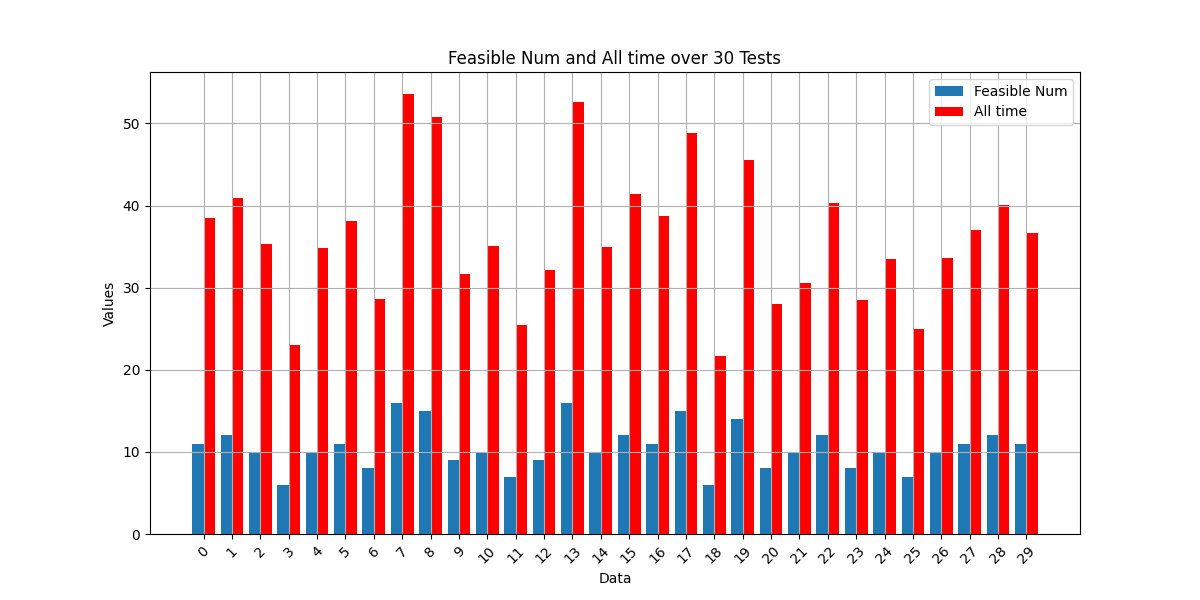 Feasible Num and All time over 30 Tests
Feasible Num
All time
Values
50
40
30
20
10
0
0 1 2 3 4 5 6 7 8 9 10 11 12 13 14 15 16 17 18 19 20 21 22 23 24 25 26 27 28 29
Data